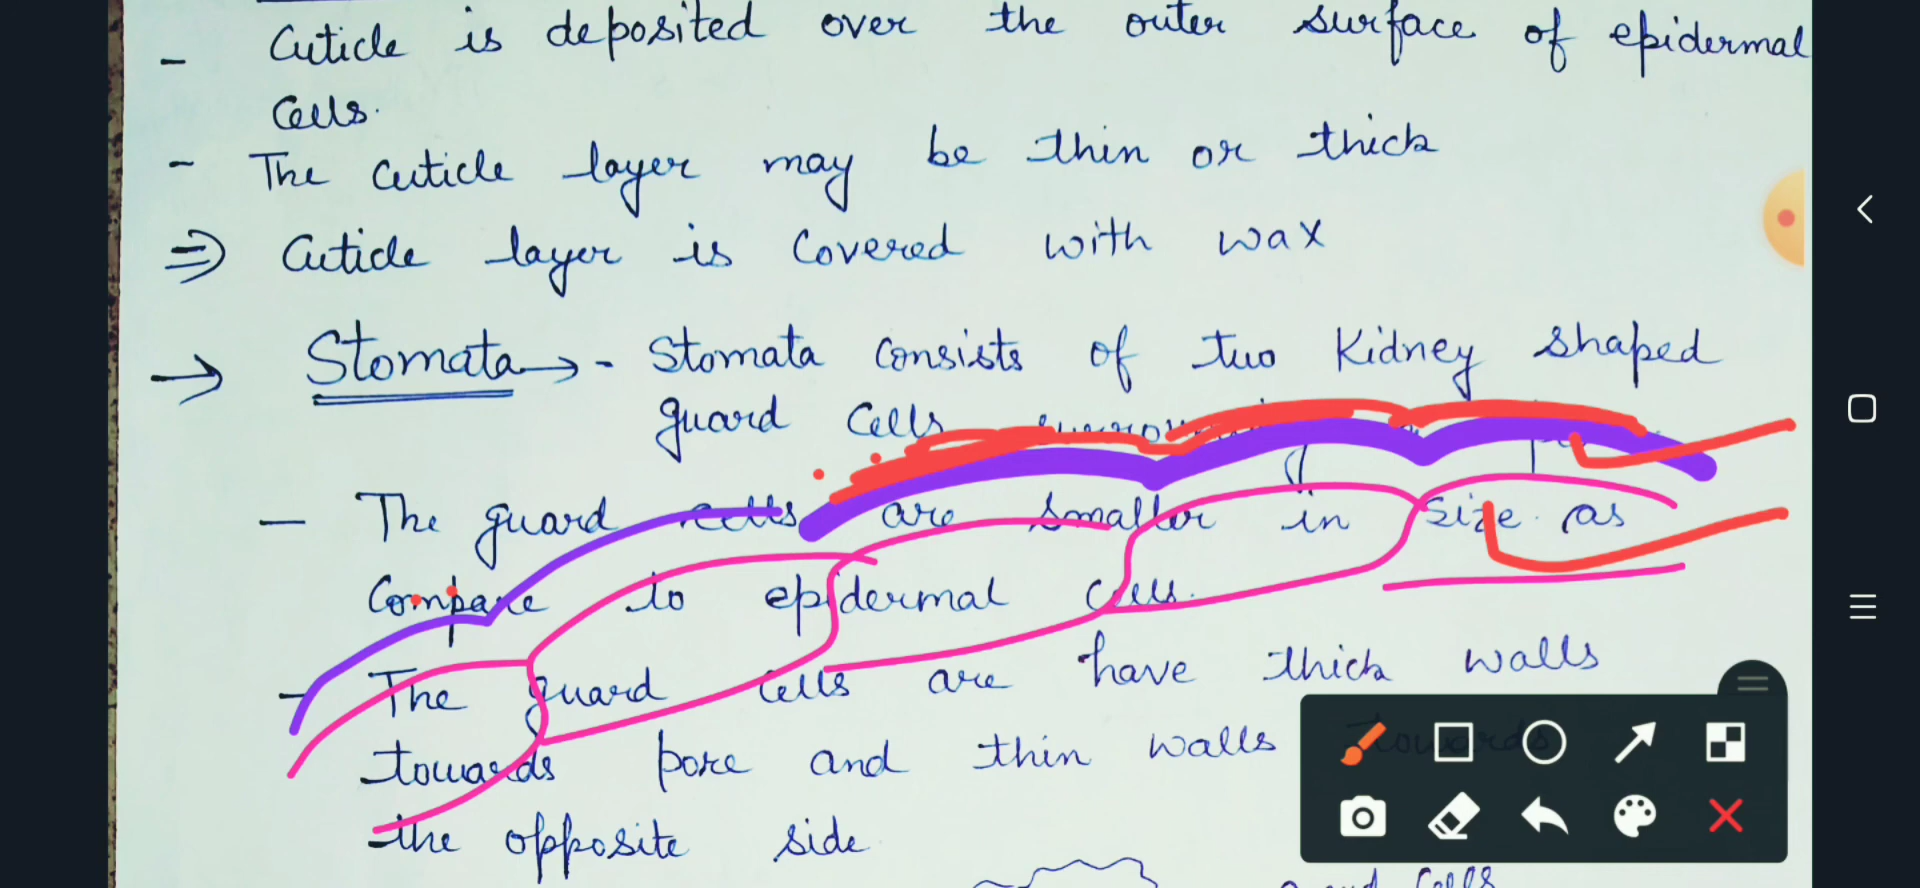 - Cuticle is deposited over the outer surface of epidermal
cells.
- The cuticle layer may be thin or thick
⇒ Cuticle layer is covered with wax
→ Stomata → - Stomata consists of two Kidney shaped
guard cells
- The guard cells are smaller in size as
Compare to epidermal cells.
- The guard cells are have thick walls
towards pore and thin walls towards
the opposite side
guard cells